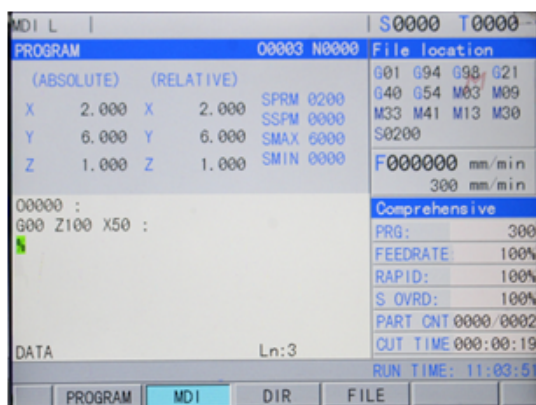 MDI L S0000 T0000
PROGRAM O0003 N0000
(ABSOLUTE) (RELATIVE)
X 2.000 X 2.000
Y 6.000 Y 6.000
Z 1.000 Z 1.000
SPRM 0200
SSPM 0000
SMAX 6000
SMIN 0000
O0000 :
G00 Z100 X50 :
%
DATA Ln:3
File location
G01 G94 G98 G21
G40 G54 M03 M09
M33 M41 M13 M30
S0200
F000000 mm/min
300 mm/min
Comprehensive
PRG: 300
FEEDRATE 100%
RAPID: 100%
S OVRD: 100%
PART CNT 0000/0002
CUT TIME 000:00:19
RUN TIME: 11:03:51
PROGRAM MDI DIR FILE